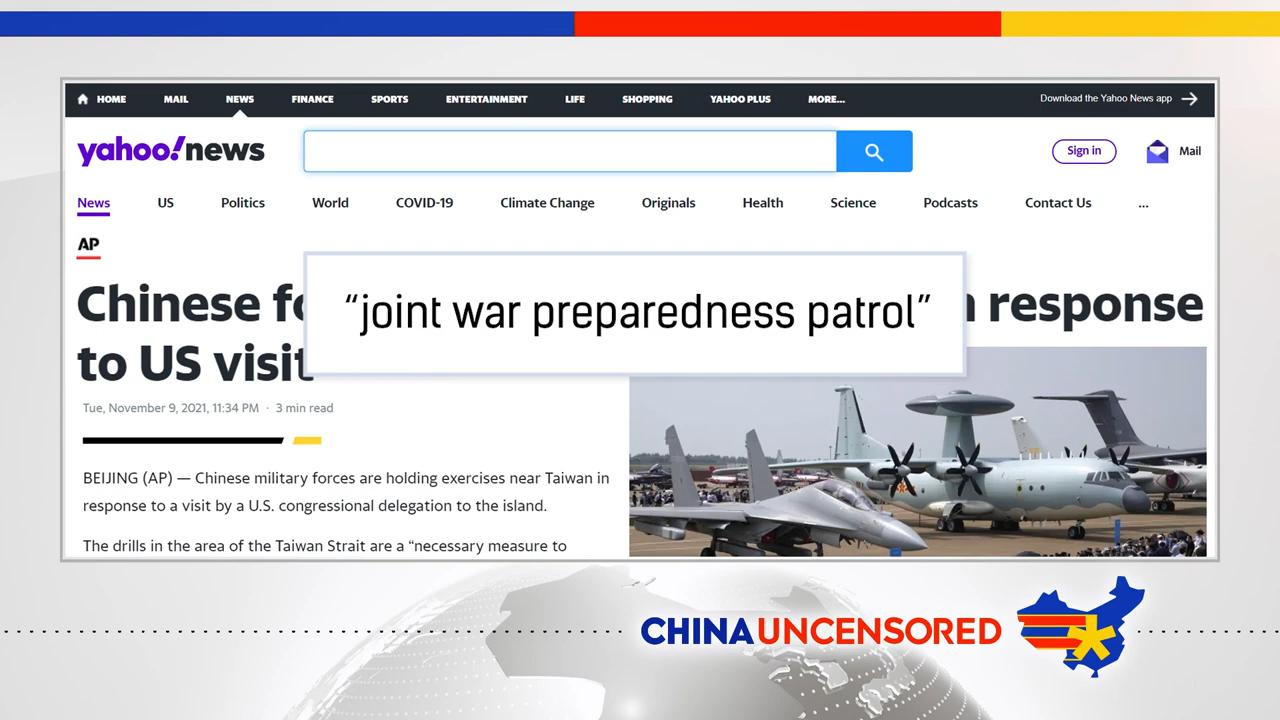 HOME MAIL NEWS FINANCE SPORTS ENTERTAINMENT LIFE SHOPPING YAHOO PLUS MORE... Download the Yahoo News app
yahoo!news Sign in Mail
News US Politics World COVID-19 Climate Change Originals Health Science Podcasts Contact Us ...
AP
“joint war preparedness patrol”
Chinese response
to US visit
Tue, November 9, 2021, 11:34 PM · 3 min read
BEIJING (AP) — Chinese military forces are holding exercises near Taiwan in
response to a visit by a U.S. congressional delegation to the island.
The drills in the area of the Taiwan Strait are a “necessary measure to
CHINA UNCENSORED